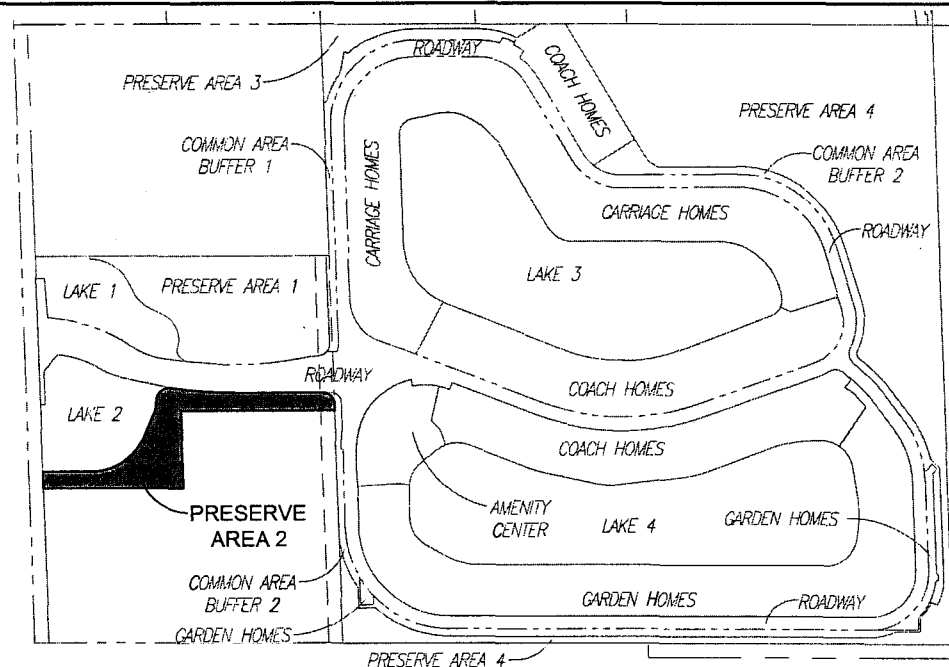 ROADWAY
COACH HOMES
PRESERVE AREA 3
PRESERVE AREA 4
COMMON AREA
BUFFER 1
COMMON AREA
BUFFER 2
CARRIAGE HOMES
CARRIAGE HOMES
ROADWAY
LAKE 3
LAKE 1
PRESERVE AREA 1
ROADWAY
COACH HOMES
LAKE 2
COACH HOMES
PRESERVE
AREA 2
AMENITY
CENTER
LAKE 4
GARDEN HOMES
COMMON AREA
BUFFER 2
GARDEN HOMES
ROADWAY
GARDEN HOMES
PRESERVE AREA 4